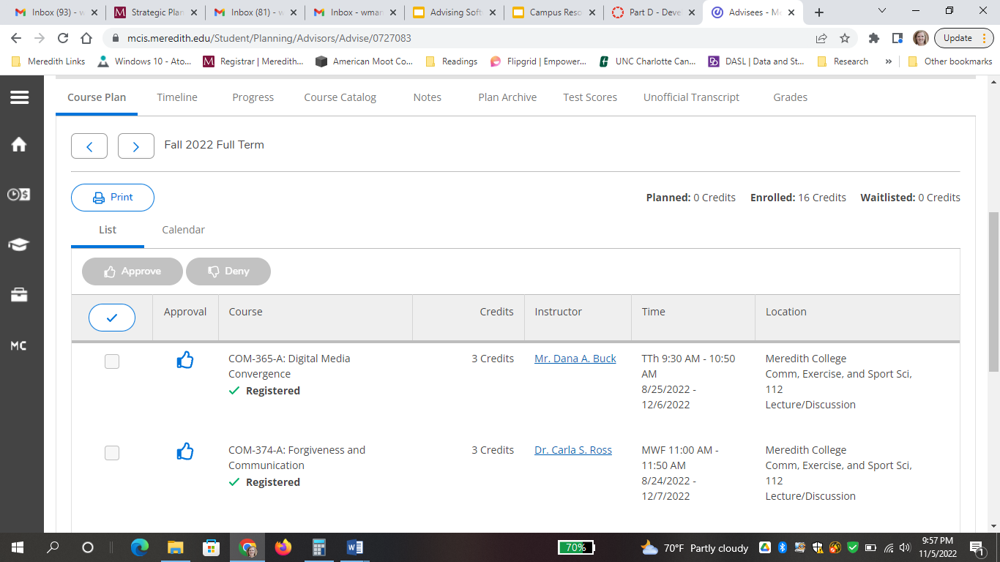 Inbox (93) - w
Strategic Plan
Inbox (81) - w
Inbox - wman
Advising Soft
Campus Reso
Part D - Deve
Advisees - Me
mcis.meredith.edu/Student/Planning/Advisors/Advise/0727083
Update
Meredith Links
Windows 10 - Ato...
Registrar | Meredith...
American Moot Co...
Readings
Flipgrid | Empower...
UNC Charlotte Can...
DASL | Data and St...
Research
»
Other bookmarks
Course Plan
Timeline
Progress
Course Catalog
Notes
Plan Archive
Test Scores
Unofficial Transcript
Grades
Fall 2022 Full Term
Print
Planned: 0 Credits Enrolled: 16 Credits Waitlisted: 0 Credits
List
Calendar
Approve
Deny
Approval
Course
Credits
Instructor
Time
Location
COM-365-A: Digital Media
Convergence
Registered
3 Credits
Mr. Dana A. Buck
TTh 9:30 AM - 10:50
AM
8/25/2022 -
12/6/2022
Meredith College
Comm, Exercise, and Sport Sci,
112
Lecture/Discussion
COM-374-A: Forgiveness and
Communication
Registered
3 Credits
Dr. Carla S. Ross
MWF 11:00 AM -
11:50 AM
8/24/2022 -
12/7/2022
Meredith College
Comm, Exercise, and Sport Sci,
112
Lecture/Discussion
MC
70%
70°F Partly cloudy
9:57 PM
11/5/2022
1